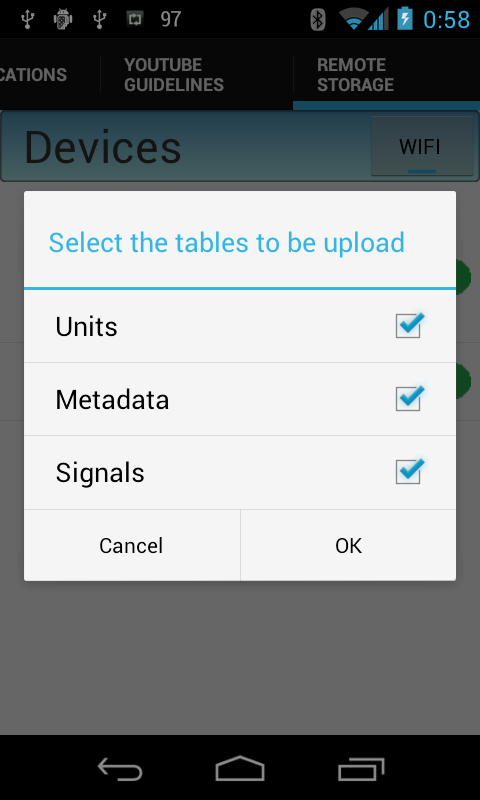 97
0:58
CATIONS
YOUTUBE
GUIDELINES
REMOTE
STORAGE
Devices
WIFI
Select the tables to be upload
Units
Metadata
Signals
Cancel
OK